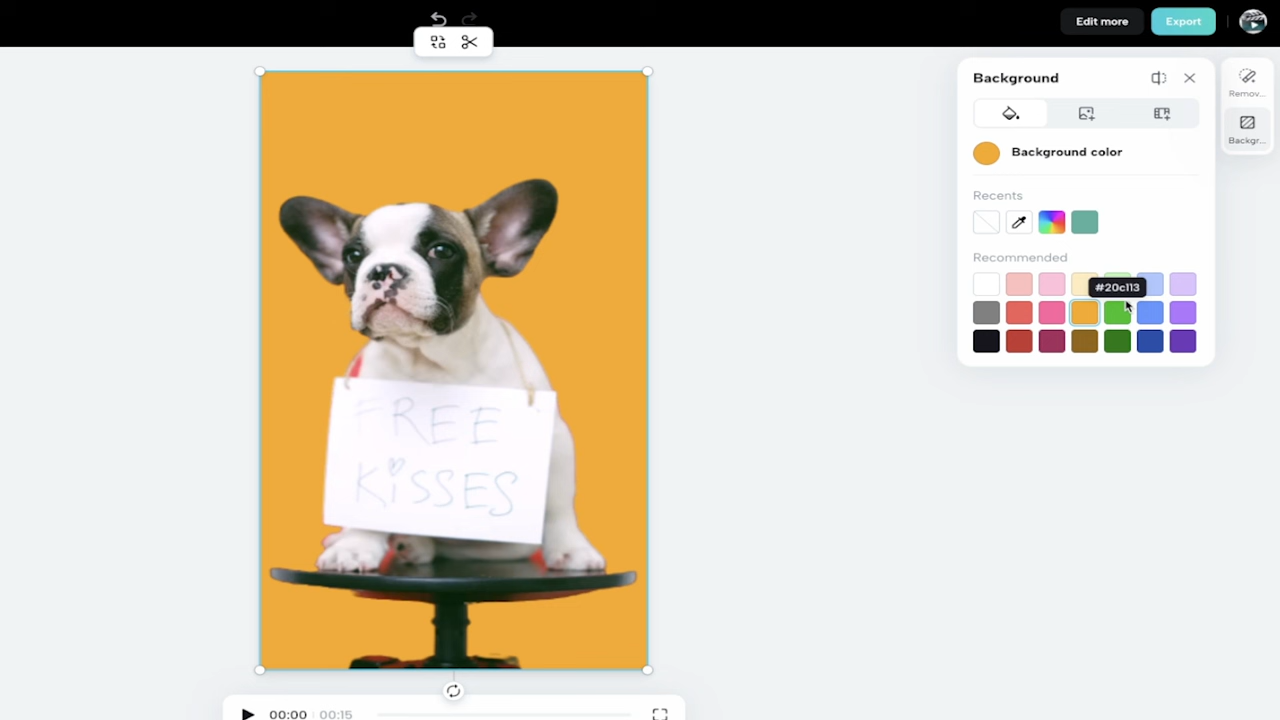 Edit more
Export
Background
Remov...
Backgr...
Background color
Recents
Recommended
#20c113
FREE
KISSES
00:00 00:15